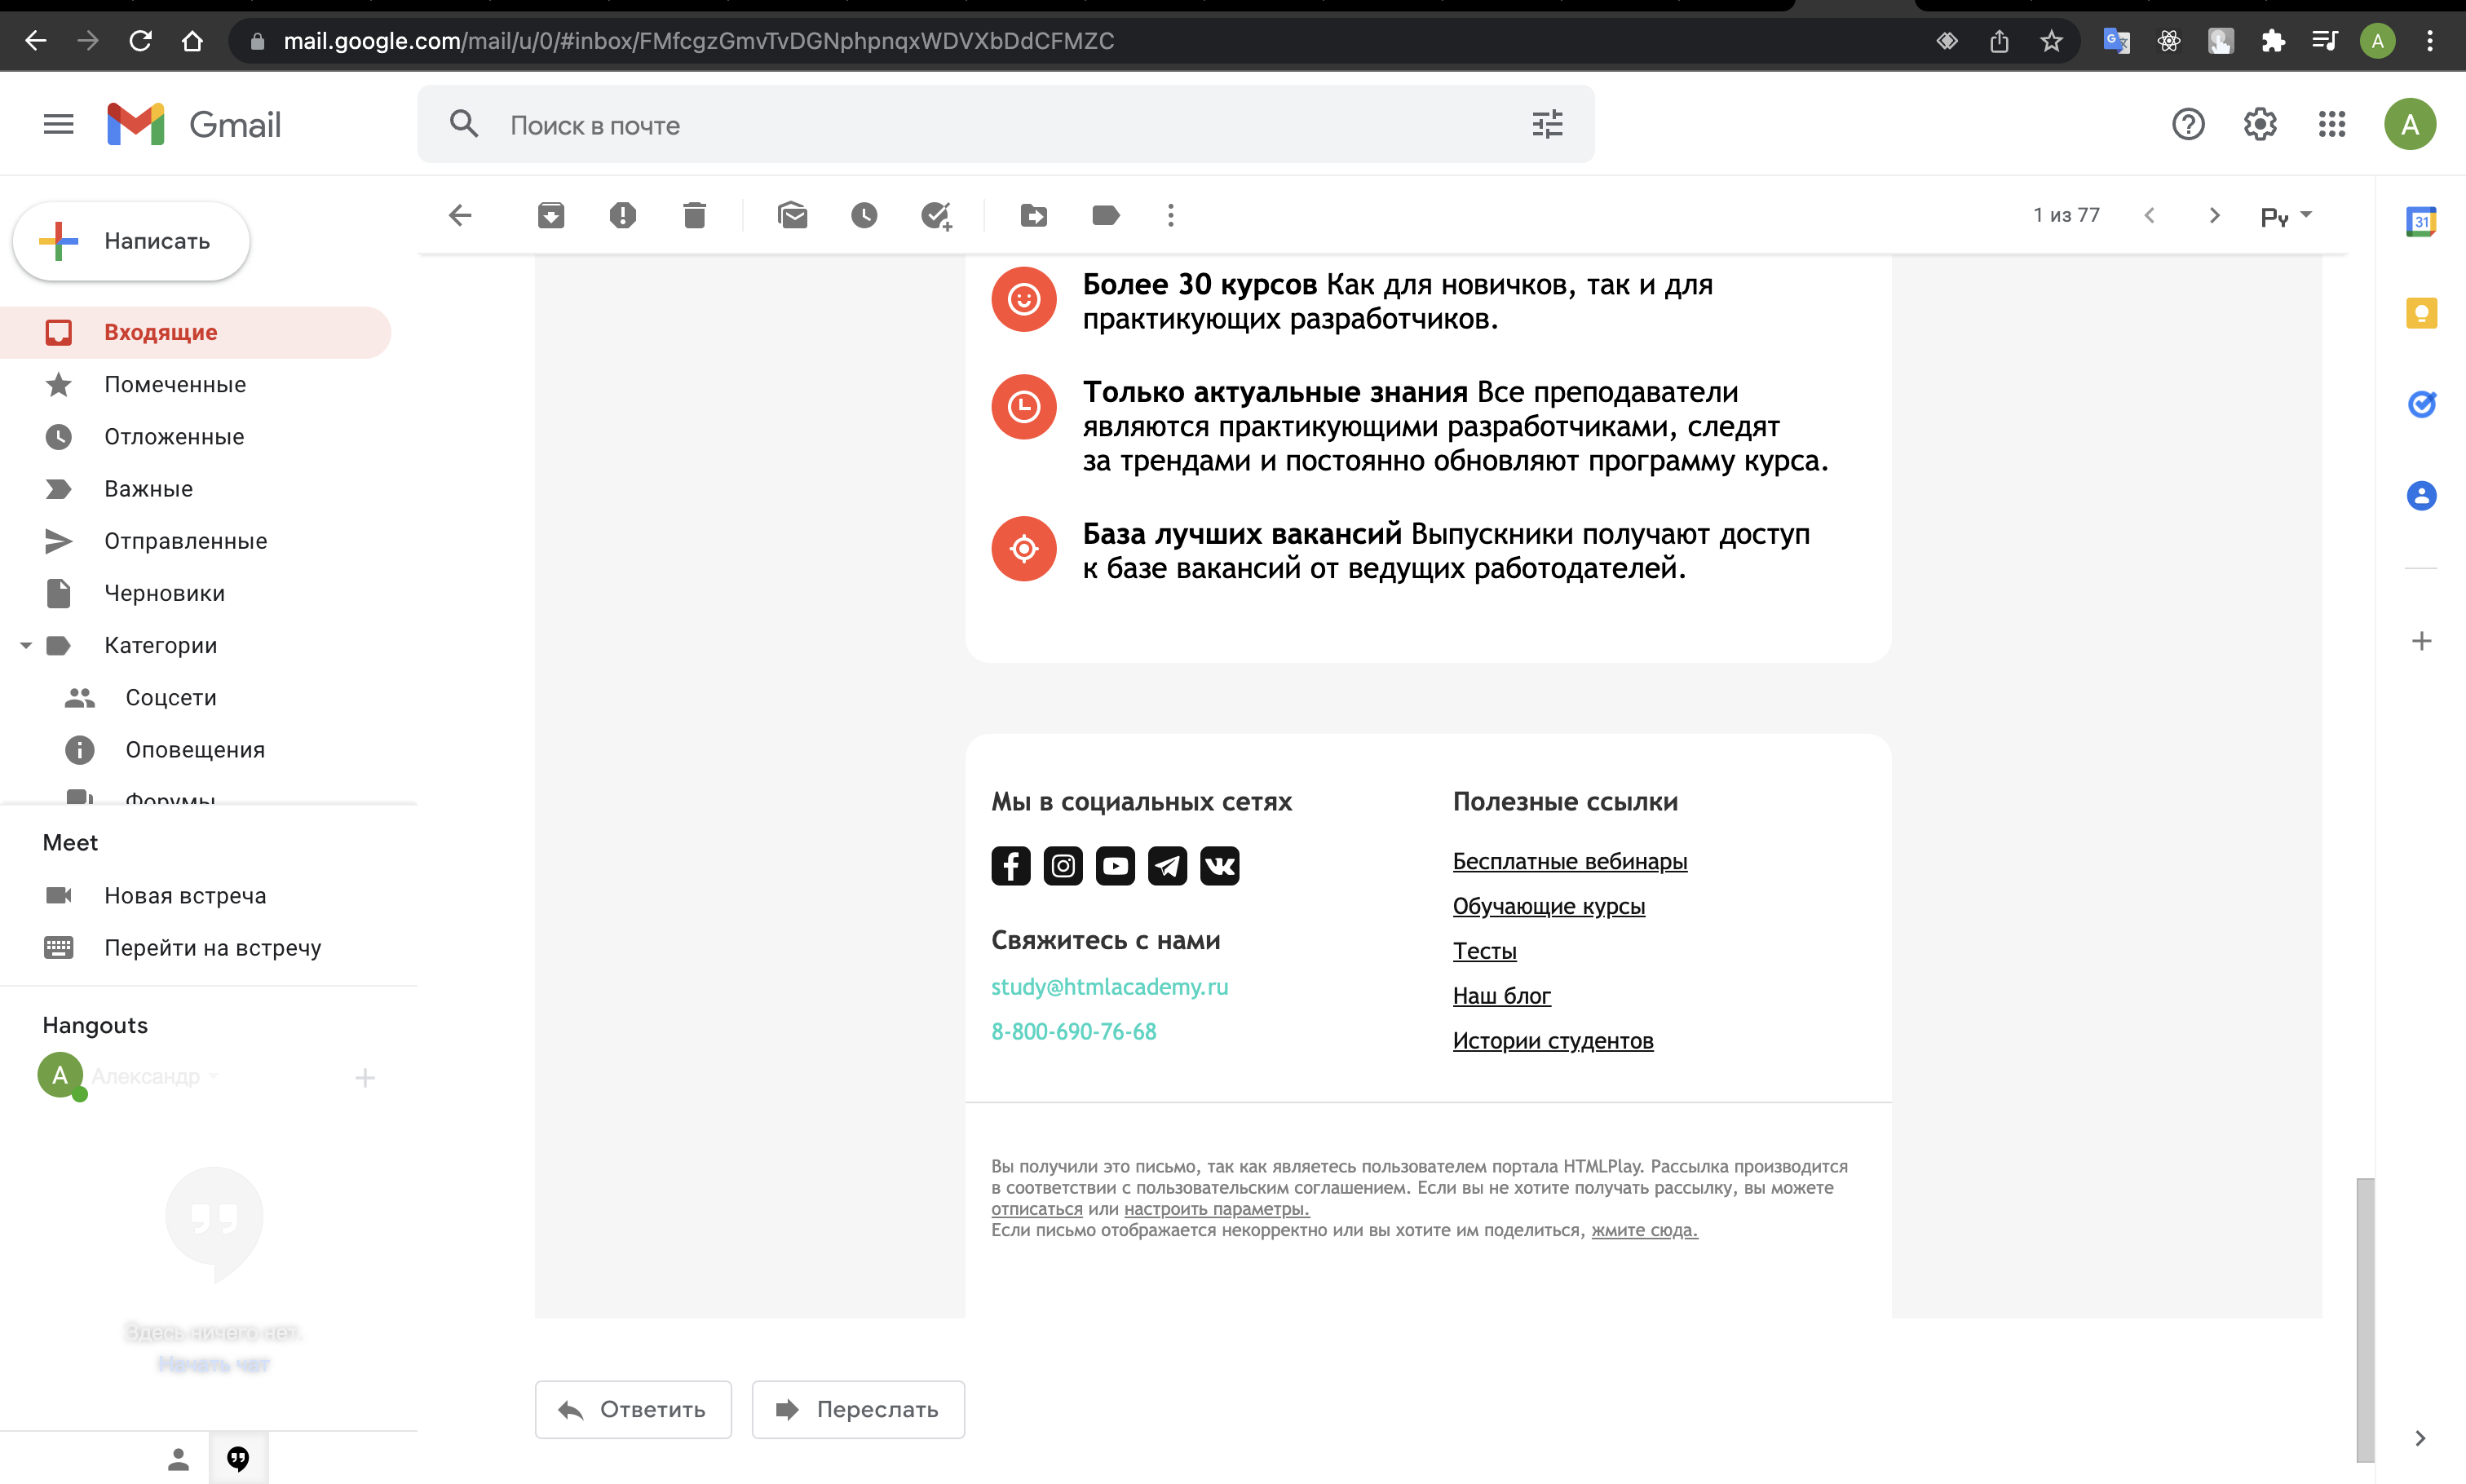 mail.google.com/mail/u/0/#inbox/FMfcgzGmvTvDGNphpnqxWDVXbDdCFMZC
A
Gmail
Поиск в почте
A
Написать
1 из 77
Ру
31
Входящие
Помеченные
Отложенные
Важные
Отправленные
Черновики
Категории
Соцсети
Оповещения
Форумы
Meet
Новая встреча
Перейти на встречу
Hangouts
A
Александр
Здесь ничего нет.
Начать чат
Более 30 курсов Как для новичков, так и для
практикующих разработчиков.
Только актуальные знания Все преподаватели
являются практикующими разработчиками, следят
за трендами и постоянно обновляют программу курса.
База лучших вакансий Выпускники получают доступ
к базе вакансий от ведущих работодателей.
Мы в социальных сетях
Свяжитесь с нами
study@htmlacademy.ru
8-800-690-76-68
Полезные ссылки
Бесплатные вебинары
Обучающие курсы
Тесты
Наш блог
Истории студентов
Вы получили это письмо, так как являетесь пользователем портала HTMLPlay. Рассылка производится
в соответствии с пользовательским соглашением. Если вы не хотите получать рассылку, вы можете
отписаться или настроить параметры.
Если письмо отображается некорректно или вы хотите им поделиться, жмите сюда.
Ответить
Переслать